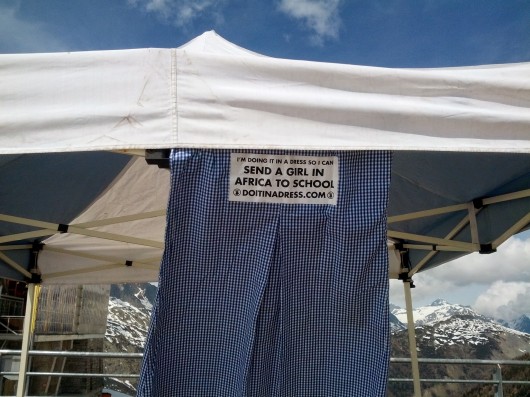 I'M DOING IT IN A DRESS SO I CAN
SEND A GIRL IN
AFRICA TO SCHOOL
DOITINADRESS.COM